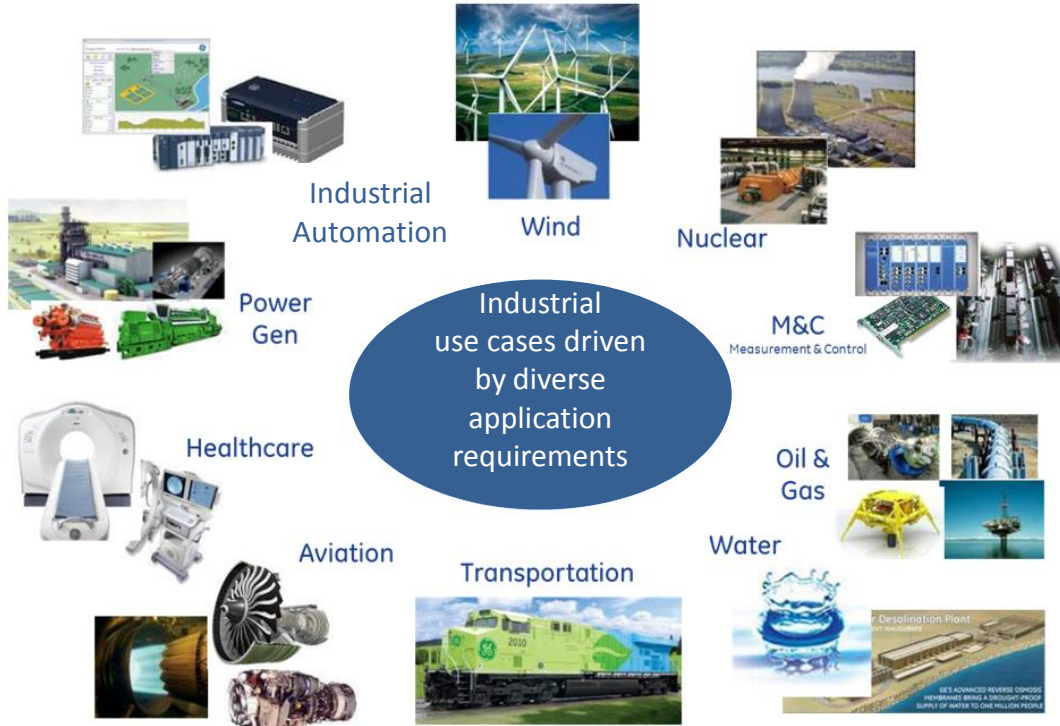 Industrial
Automation
Wind
Nuclear
Power
Gen
Industrial
use cases driven
by diverse
application
requirements
M&C
Measurement & Control
Healthcare
Oil &
Gas
Aviation
Transportation
Water
2010
r Desalination Plant
GE'S ADVANCED REVERSE OSMOSIS
MEMBRANES BRING A DROUGHT-PROOF
SUPPLY OF WATER TO ONE MILLION PEOPLE